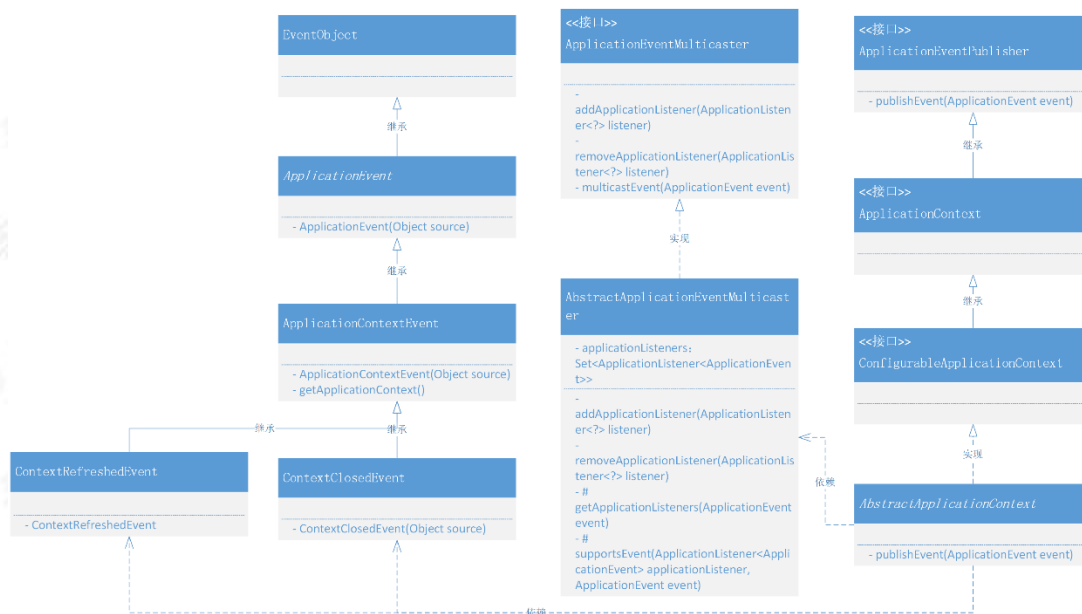 EventObject
继承
ApplicationEvent
- ApplicationEvent(Object source)
继承
ApplicationContextEvent
- ApplicationContextEvent(Object source)
- getApplicationContext()
继承
继承
ContextRefreshedEvent
- ContextRefreshedEvent
ContextClosedEvent
- ContextClosedEvent(Object source)
<<接口>>
ApplicationEventMulticaster
-
addApplicationListener(ApplicationListen
er<?> listener)
-
removeApplicationListener(ApplicationLis
tener<?> listener)
- multicastEvent(ApplicationEvent event)
实现
AbstractApplicationEventMulticast
er
- applicationListeners:
Set<ApplicationListener<ApplicationEven
t>>
-
addApplicationListener(ApplicationListen
er<?> listener)
-
removeApplicationListener(ApplicationLis
tener<?> listener)
- #
getApplicationListeners(ApplicationEvent
event)
- #
supportsEvent(ApplicationListener<Appli
cationEvent> applicationListener,
ApplicationEvent event)
<<接口>>
ApplicationEventPublisher
- publishEvent(ApplicationEvent event)
继承
<<接口>>
ApplicationContext
继承
<<接口>>
ConfigurableApplicationContext
实现
依赖
AbstractApplicationContext
- publishEvent(ApplicationEvent event)
依赖